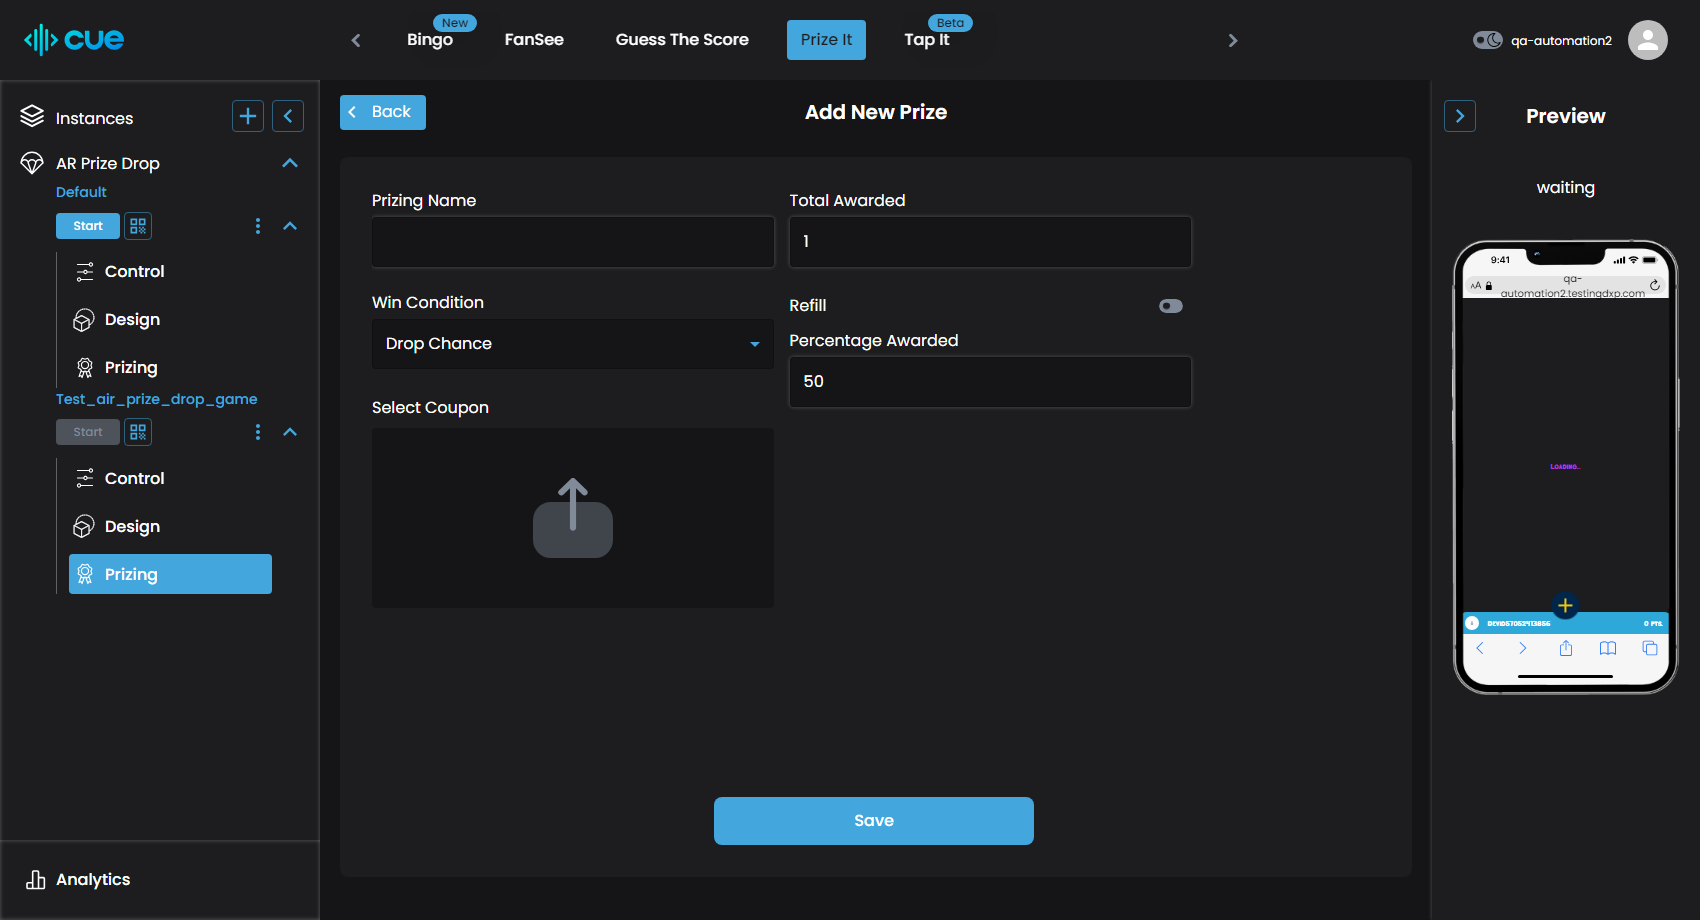 cue
New
Bingo
FanSee
Guess The Score
Prize It
Beta
Tap It
qa-automation2
Instances
AR Prize Drop
Default
Start
Control
Design
Prizing
Test_air_prize_drop_game
Start
Control
Design
Prizing
Analytics
Back
Add New Prize
Prizing Name
Total Awarded
1
Win Condition
Drop Chance
Refill
Percentage Awarded
50
Select Coupon
Save
Preview
waiting
9:41
AA
qa-
automation2.testingdxp.com
Loading..
0 PTS.